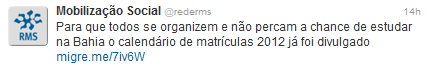 Mobilização Social @rederms 14h
Para que todos se organizem e não percam a chance de estudar
na Bahia o calendário de matrículas 2012 já foi divulgado
migre.me/7iv6W
RMS